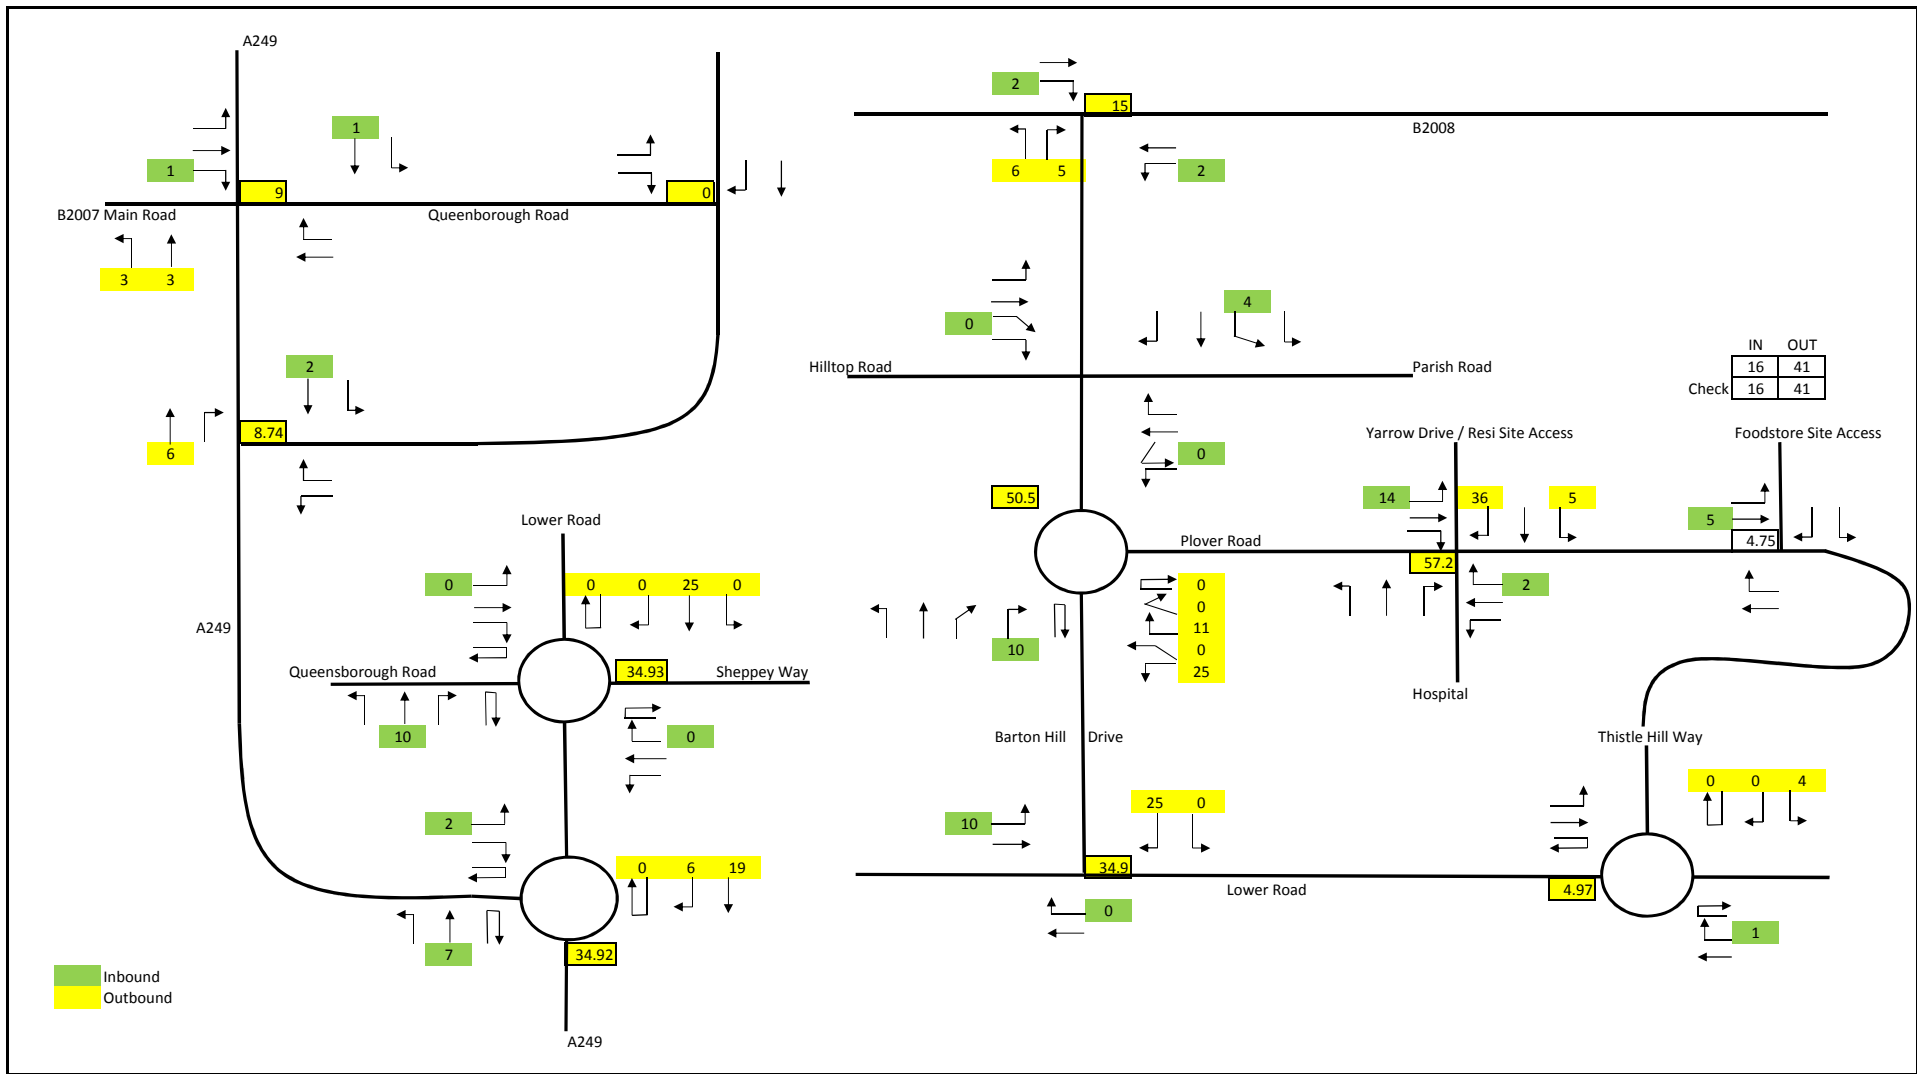 A249
2
15
B2008
1
1
6 5
2
9
0
B2007 Main Road
Queenborough Road
3 3
4
0
IN OUT
16 41
Check 16 41
2
Hilltop Road
Parish Road
8.74
6
0
Yarrow Drive / Resi Site Access
Foodstore Site Access
50.5
14
36
5
5
Lower Road
Plover Road
4.75
57.2
0
0 0 25 0
0
0
11
0
25
2
A249
10
Queensborough Road
34.93
Sheppey Way
Hospital
10
0
Barton Hill Drive
Thistle Hill Way
0 0 4
2
10
25 0
0 6 19
34.9
Lower Road
4.97
0
1
7
34.92
Inbound
Outbound
A249